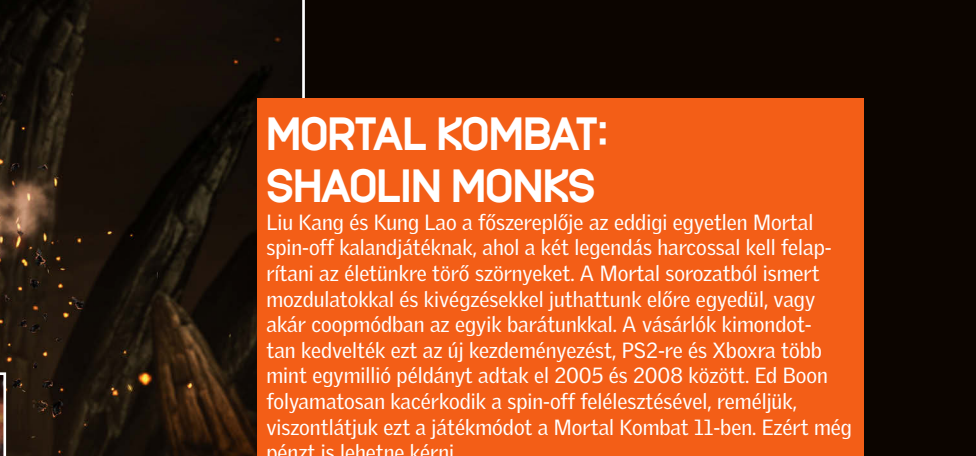 MORTAL KOMBAT:
SHAOLIN MONKS
Liu Kang és Kung Lao a főszereplője az eddigi egyetlen Mortal
spin-off kalandjátéknak, ahol a két legendás harcossal kell felap-
rítani az életünkre törő szörnyeket. A Mortal sorozatból ismert
mozdulatokkal és kivégzésekkel juthattunk előre egyedül, vagy
akár coopmódban az egyik barátunkkal. A vásárlók kimondot-
tan kedvelték ezt az új kezdeményezést, PS2-re és Xboxra több
mint egymillió példányt adtak el 2005 és 2008 között. Ed Boon
folyamatosan kacérkodik a spin-off felélesztésével, reméljük,
viszontlátjuk ezt a játékmódot a Mortal Kombat 11-ben. Ezért még
pénzt is lehetne kérni